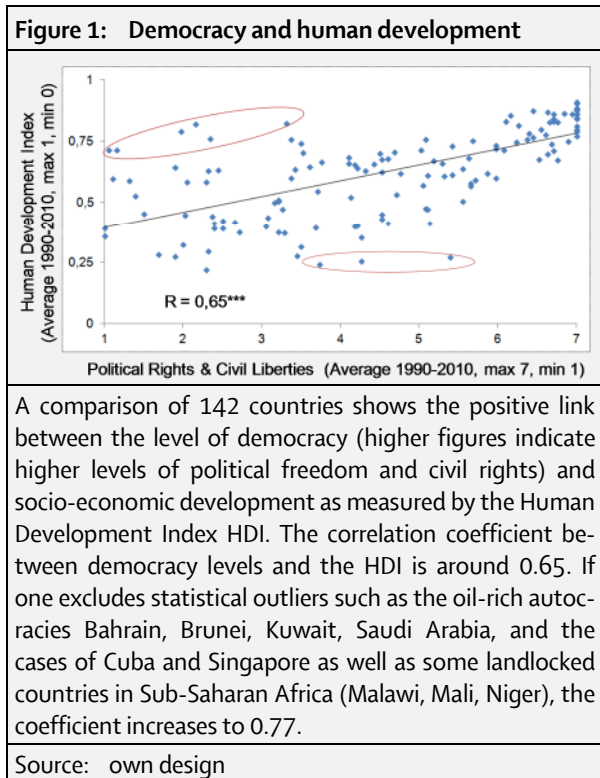 Figure 1: Democracy and human development
Human Development Index
(Average 1990-2010, max 1, min 0)
1
0,75
0,5
0,25
0
R = 0,65***
1 2 3 4 5 6 7
Political Rights & Civil Liberties (Average 1990-2010, max 7, min 1)
A comparison of 142 countries shows the positive link
between the level of democracy (higher figures indicate
higher levels of political freedom and civil rights) and
socio-economic development as measured by the Human
Development Index HDI. The correlation coefficient be-
tween democracy levels and the HDI is around 0.65. If
one excludes statistical outliers such as the oil-rich autoc-
racies Bahrain, Brunei, Kuwait, Saudi Arabia, and the
cases of Cuba and Singapore as well as some landlocked
countries in Sub-Saharan Africa (Malawi, Mali, Niger), the
coefficient increases to 0.77.
Source: own design